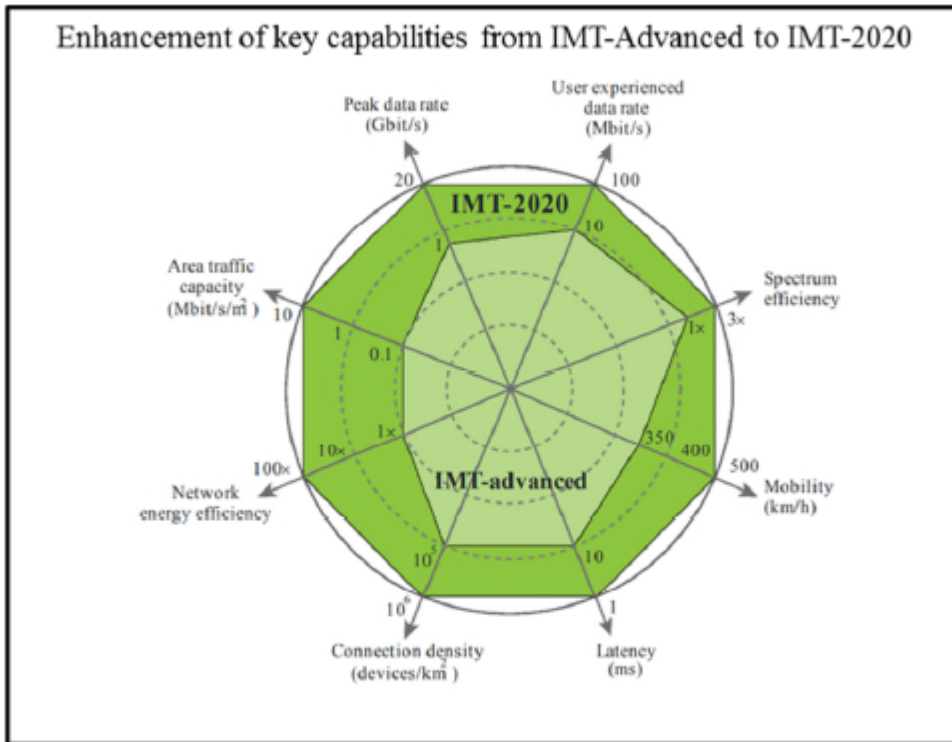 Enhancement of key capabilities from IMT-Advanced to IMT-2020
Peak data rate
(Gbit/s)
User experienced
data rate
(Mbit/s)
20
100
IMT-2020
1
10
Area traffic
capacity
(Mbit/s/m²)
Spectrum
efficiency
10
1
0.1
1×
3×
1×
10×
100×
350
400
500
Network
energy efficiency
IMT-advanced
Mobility
(km/h)
10⁵
10
10⁶
1
Connection density
(devices/km²)
Latency
(ms)